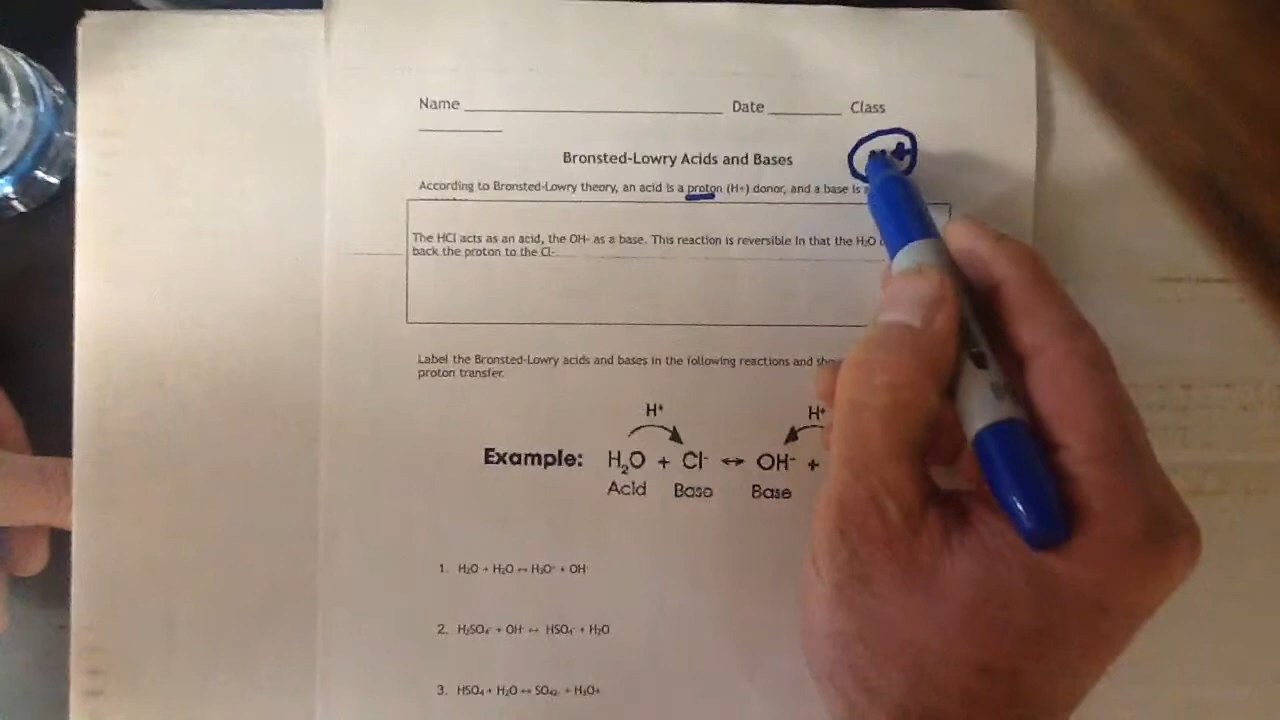 Name ____________ Date ________ Class
________
Bronsted-Lowry Acids and Bases
According to Bronsted-Lowry theory, an acid is a proton (H+) donor, and a base is
The HCl acts as an acid, the OH- as a base. This reaction is reversible in that the H₂O
back the proton to the Cl-
Label the Bronsted-Lowry acids and bases in the following reactions and
proton transfer.
H⁺ H⁺
Example: H₂O + Cl⁻ ↔ OH⁻ +
Acid Base Base
1. H₂O + H₂O ↔ H₃O⁺ + OH⁻
2. H₂SO₄ + OH⁻ ↔ HSO₄⁻ + H₂O
3. HSO₄ + H₂O ↔ SO₄₂₋ + H₃O+